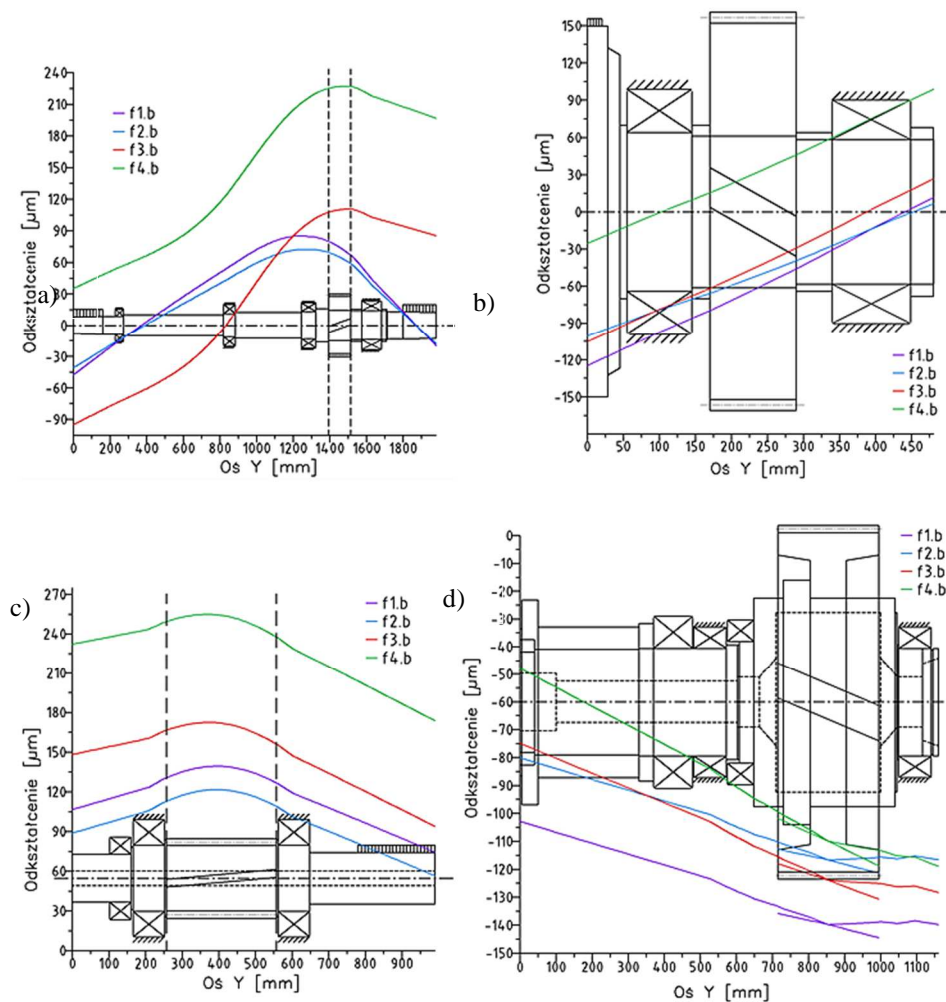 a)
Odkształcenie [µm]
240
210
180
150
120
90
60
30
0
-30
-60
-90
f1.b
f2.b
f3.b
f4.b
0 200 400 600 800 1000 1200 1400 1600 1800
Oś Y [mm]
b)
Odkształcenie [µm]
150
120
90
60
30
0
-30
-60
-90
-120
-150
f1.b
f2.b
f3.b
f4.b
0 50 100 150 200 250 300 350 400 450
Oś Y [mm]
c)
Odkształcenie [µm]
270
240
210
180
150
120
90
60
30
0
f1.b
f2.b
f3.b
f4.b
0 100 200 300 400 500 600 700 800 900
Oś Y [mm]
d)
Odkształcenie [µm]
0
-10
-20
-30
-40
-50
-60
-70
-80
-90
-100
-110
-120
-130
-140
-150
f1.b
f2.b
f3.b
f4.b
0 100 200 300 400 500 600 700 800 900 1000 1100
Oś Y [mm]